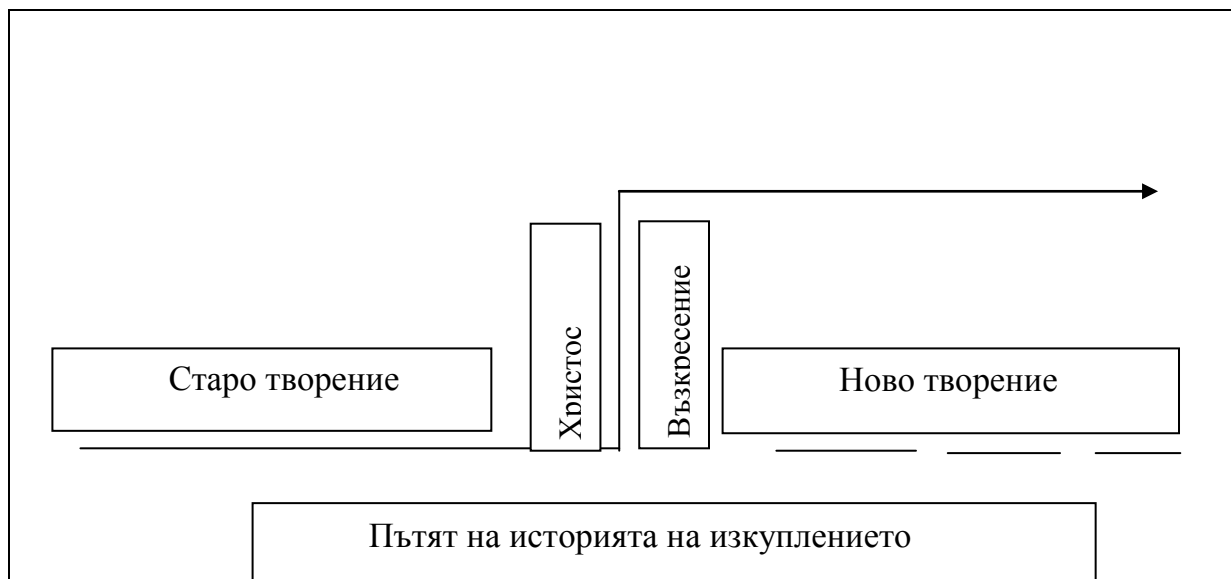 Старо творение
Христос
Възкресение
Ново творение
Пътят на историята на изкуплението